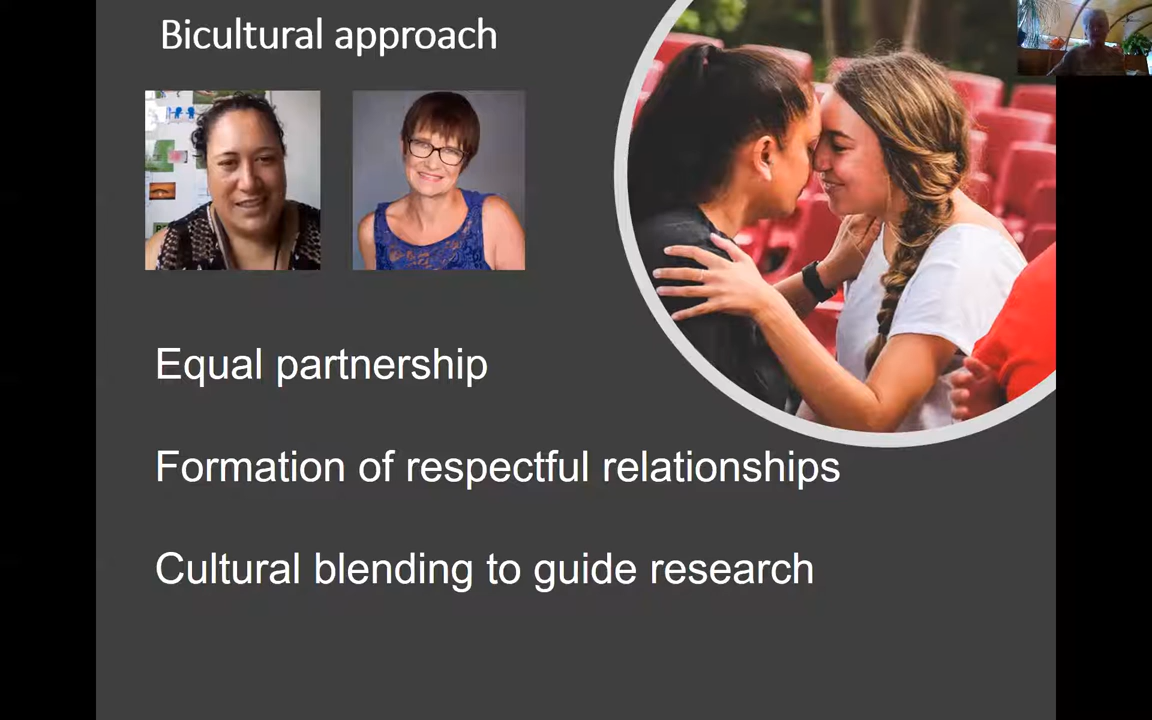 Bicultural approach
Equal partnership
Formation of respectful relationships
Cultural blending to guide research